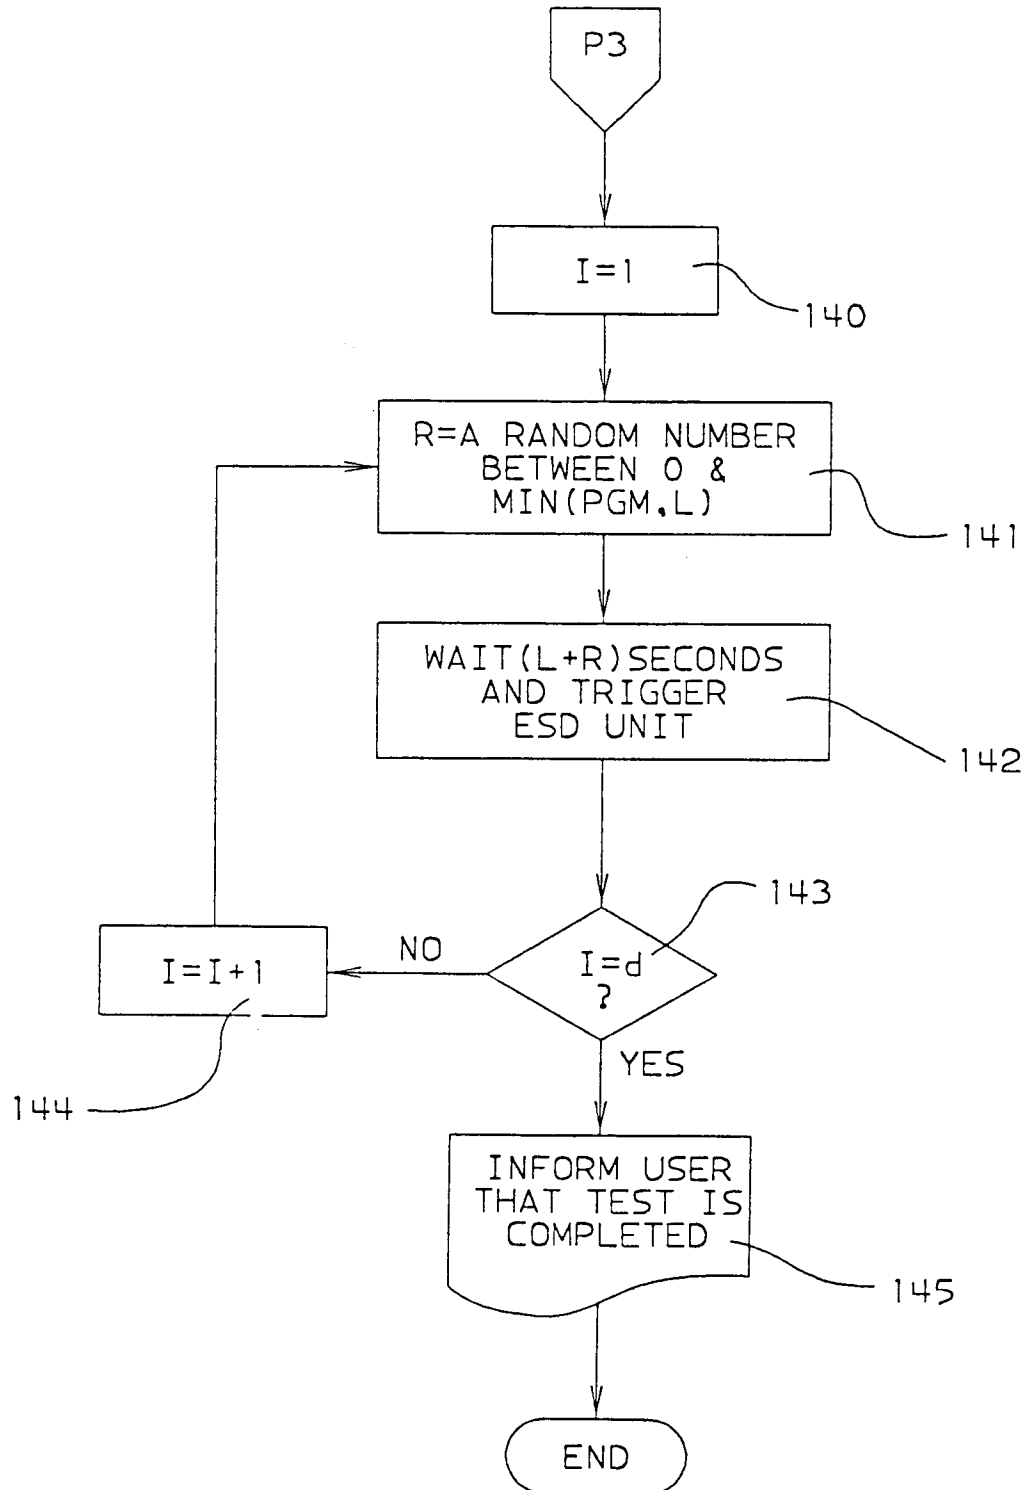 P3
I=1
140
R=A RANDOM NUMBER
BETWEEN 0 &
MIN(PGM,L)
141
WAIT(L+R)SECONDS
AND TRIGGER
ESD UNIT
142
143
I=d
?
NO
I=I+1
144
YES
INFORM USER
THAT TEST IS
COMPLETED
145
END